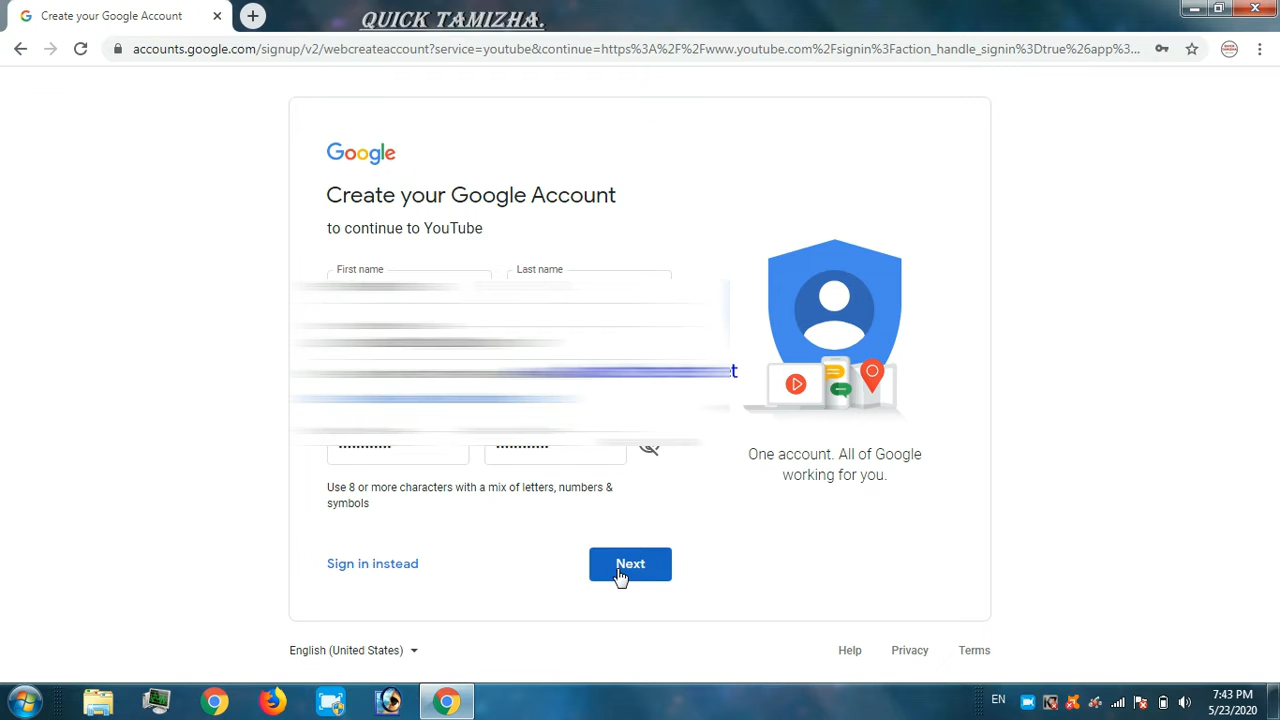 Create your Google Account
QUICK TAMIZHA.
accounts.google.com/signup/v2/webcreateaccount?service=youtube&continue=https%3A%2F%2Fwww.youtube.com%2Fsignin%3Faction_handle_signin%3Dtrue%26app%3...
Google
Create your Google Account
to continue to YouTube
First name Last name
One account. All of Google
working for you.
Use 8 or more characters with a mix of letters, numbers &
symbols
Sign in instead Next
English (United States) Help Privacy Terms
EN
7:43 PM
5/23/2020